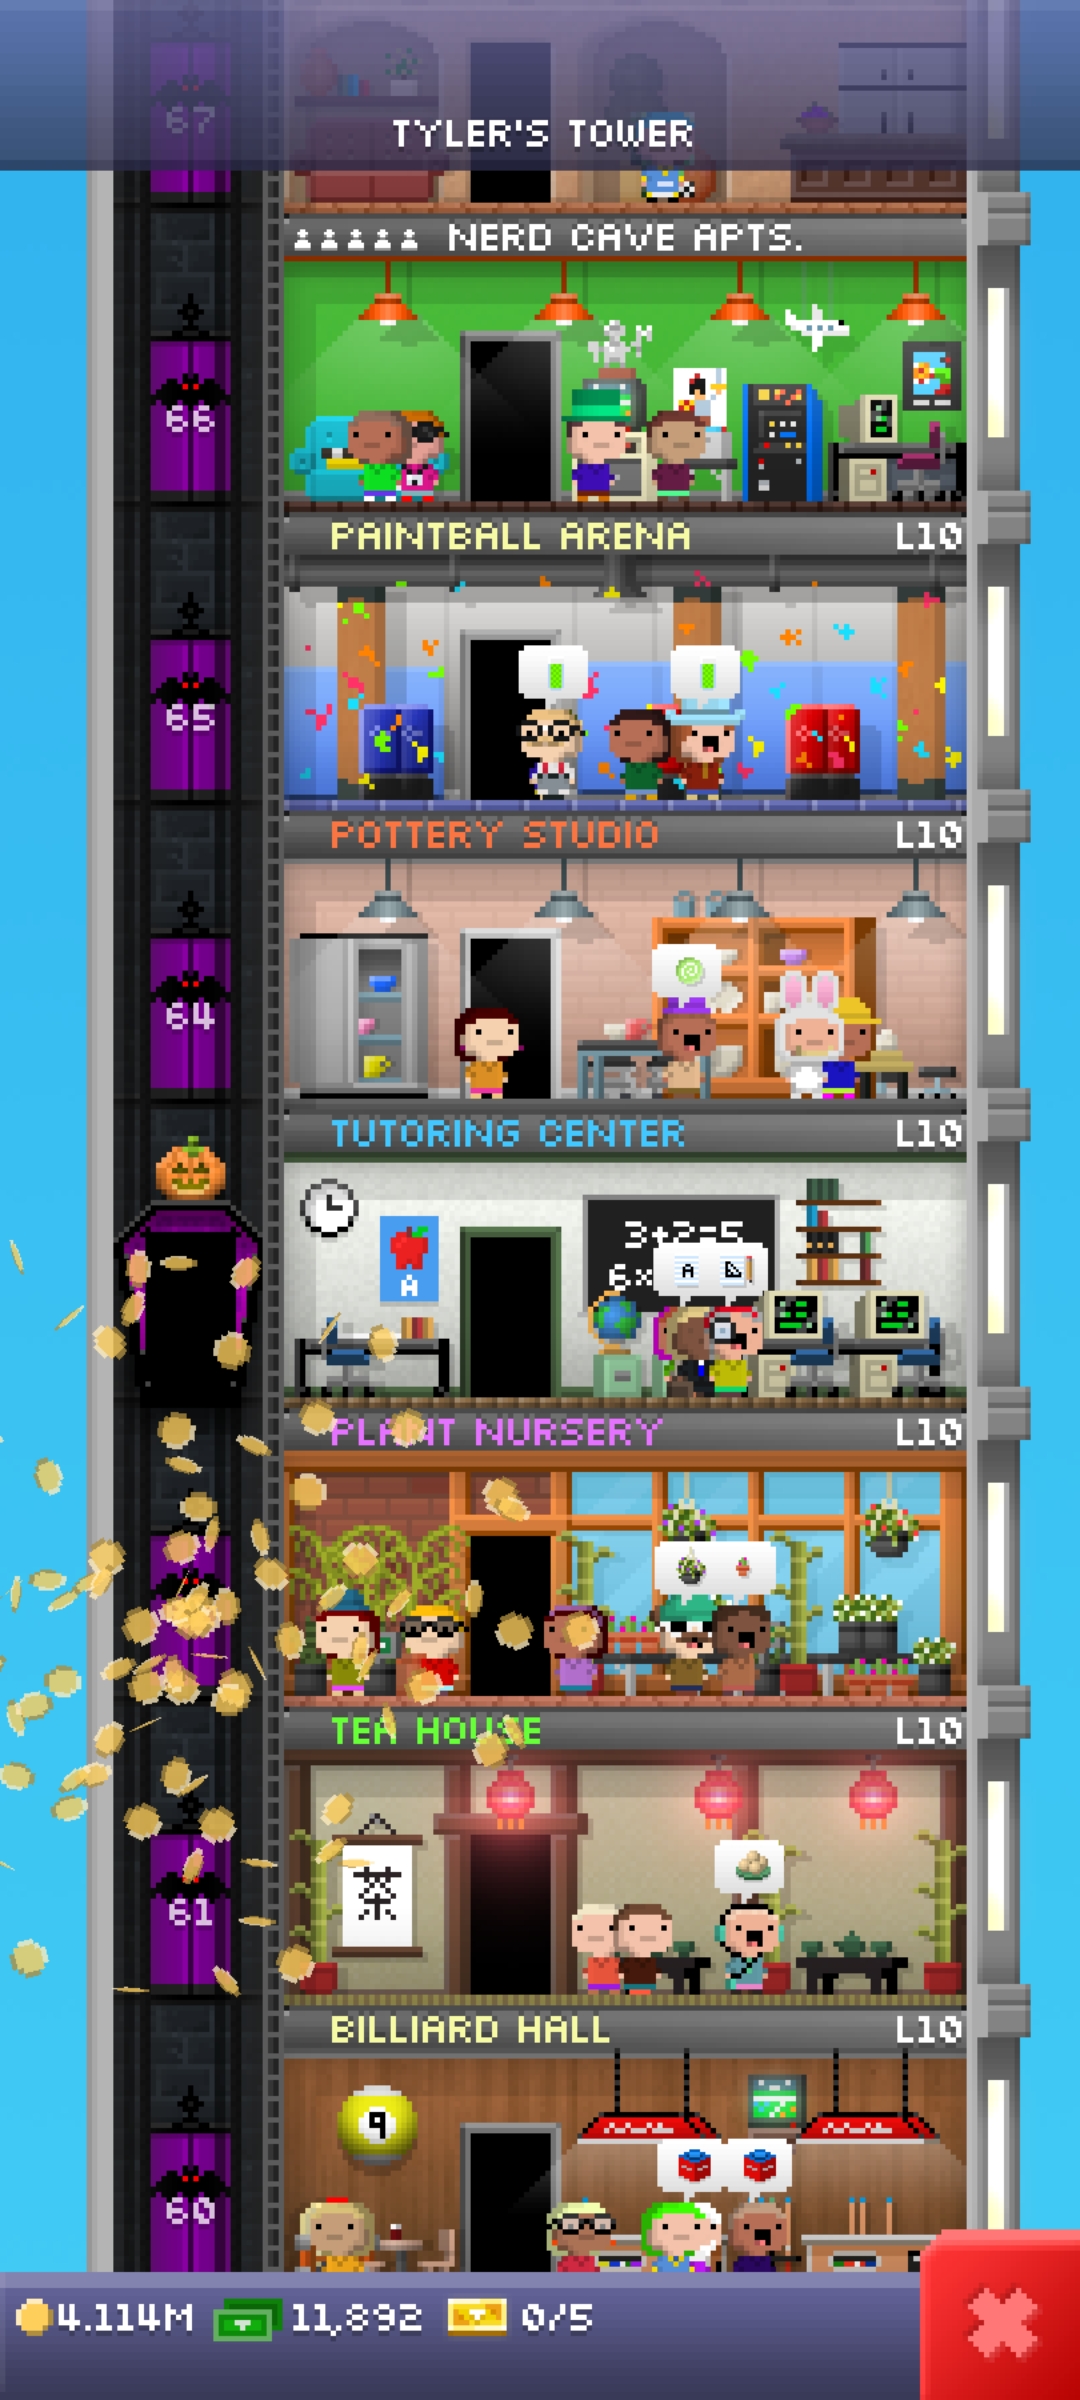 67
TYLER'S TOWER
NERD CAVE APTS.
66
PAINTBALL ARENA L10
65
POTTERY STUDIO L10
64
TUTORING CENTER L10
3+2=5
6x
A
A
PLANT NURSERY L10
TEA HOUSE L10
茶
61
BILLIARD HALL L10
9
60
4.114M 11,892 0/5